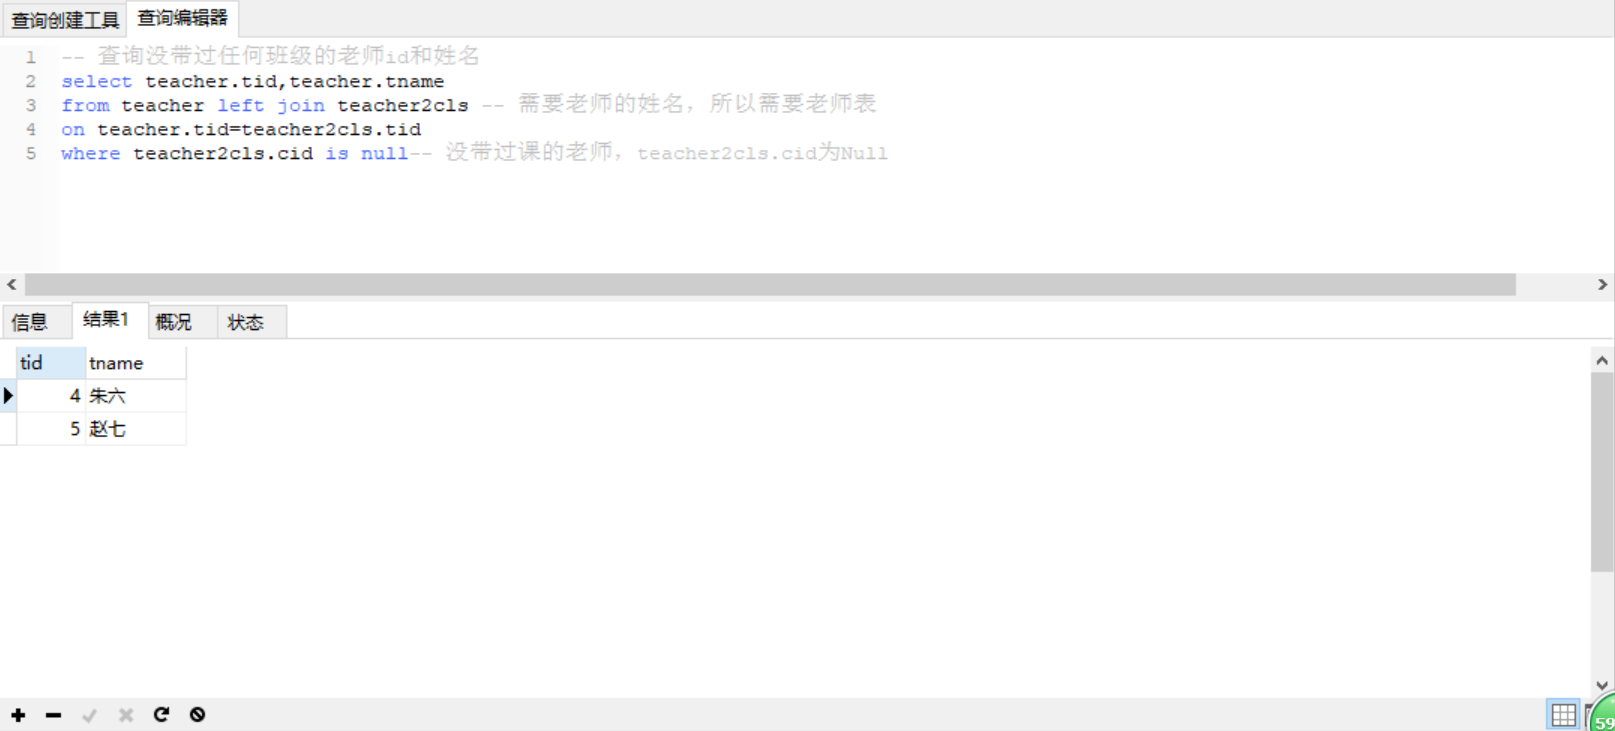 查询创建工具 查询编辑器
1 -- 查询没带过任何班级的老师id和姓名
2 select teacher.tid,teacher.tname
3 from teacher left join teacher2cls -- 需要老师的姓名，所以需要老师表
4 on teacher.tid=teacher2cls.tid
5 where teacher2cls.cid is null-- 没带过课的老师，teacher2cls.cid为Null
信息 结果1 概况 状态
tid tname
4 朱六
5 赵七
59